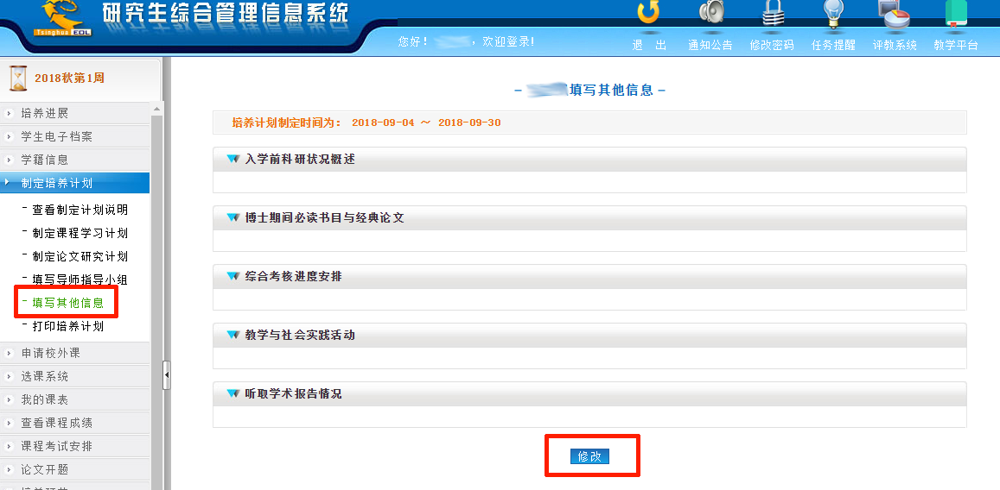 研究生综合管理信息系统
Tsinghua EOL
您好！ ，欢迎登录！
退 出 通知公告 修改密码 任务提醒 评教系统 教学平台
2018秋第1周
培养进展
学生电子档案
学籍信息
制定培养计划
- 查看制定计划说明
- 制定课程学习计划
- 制定论文研究计划
- 填写导师指导小组
- 填写其他信息
- 打印培养计划
申请校外课
选课系统
我的课表
查看课程成绩
课程考试安排
论文开题
- 填写其他信息 -
培养计划制定时间为： 2018-09-04 ～ 2018-09-30
入学前科研状况概述
博士期间必读书目与经典论文
综合考核进度安排
教学与社会实践活动
听取学术报告情况
修改